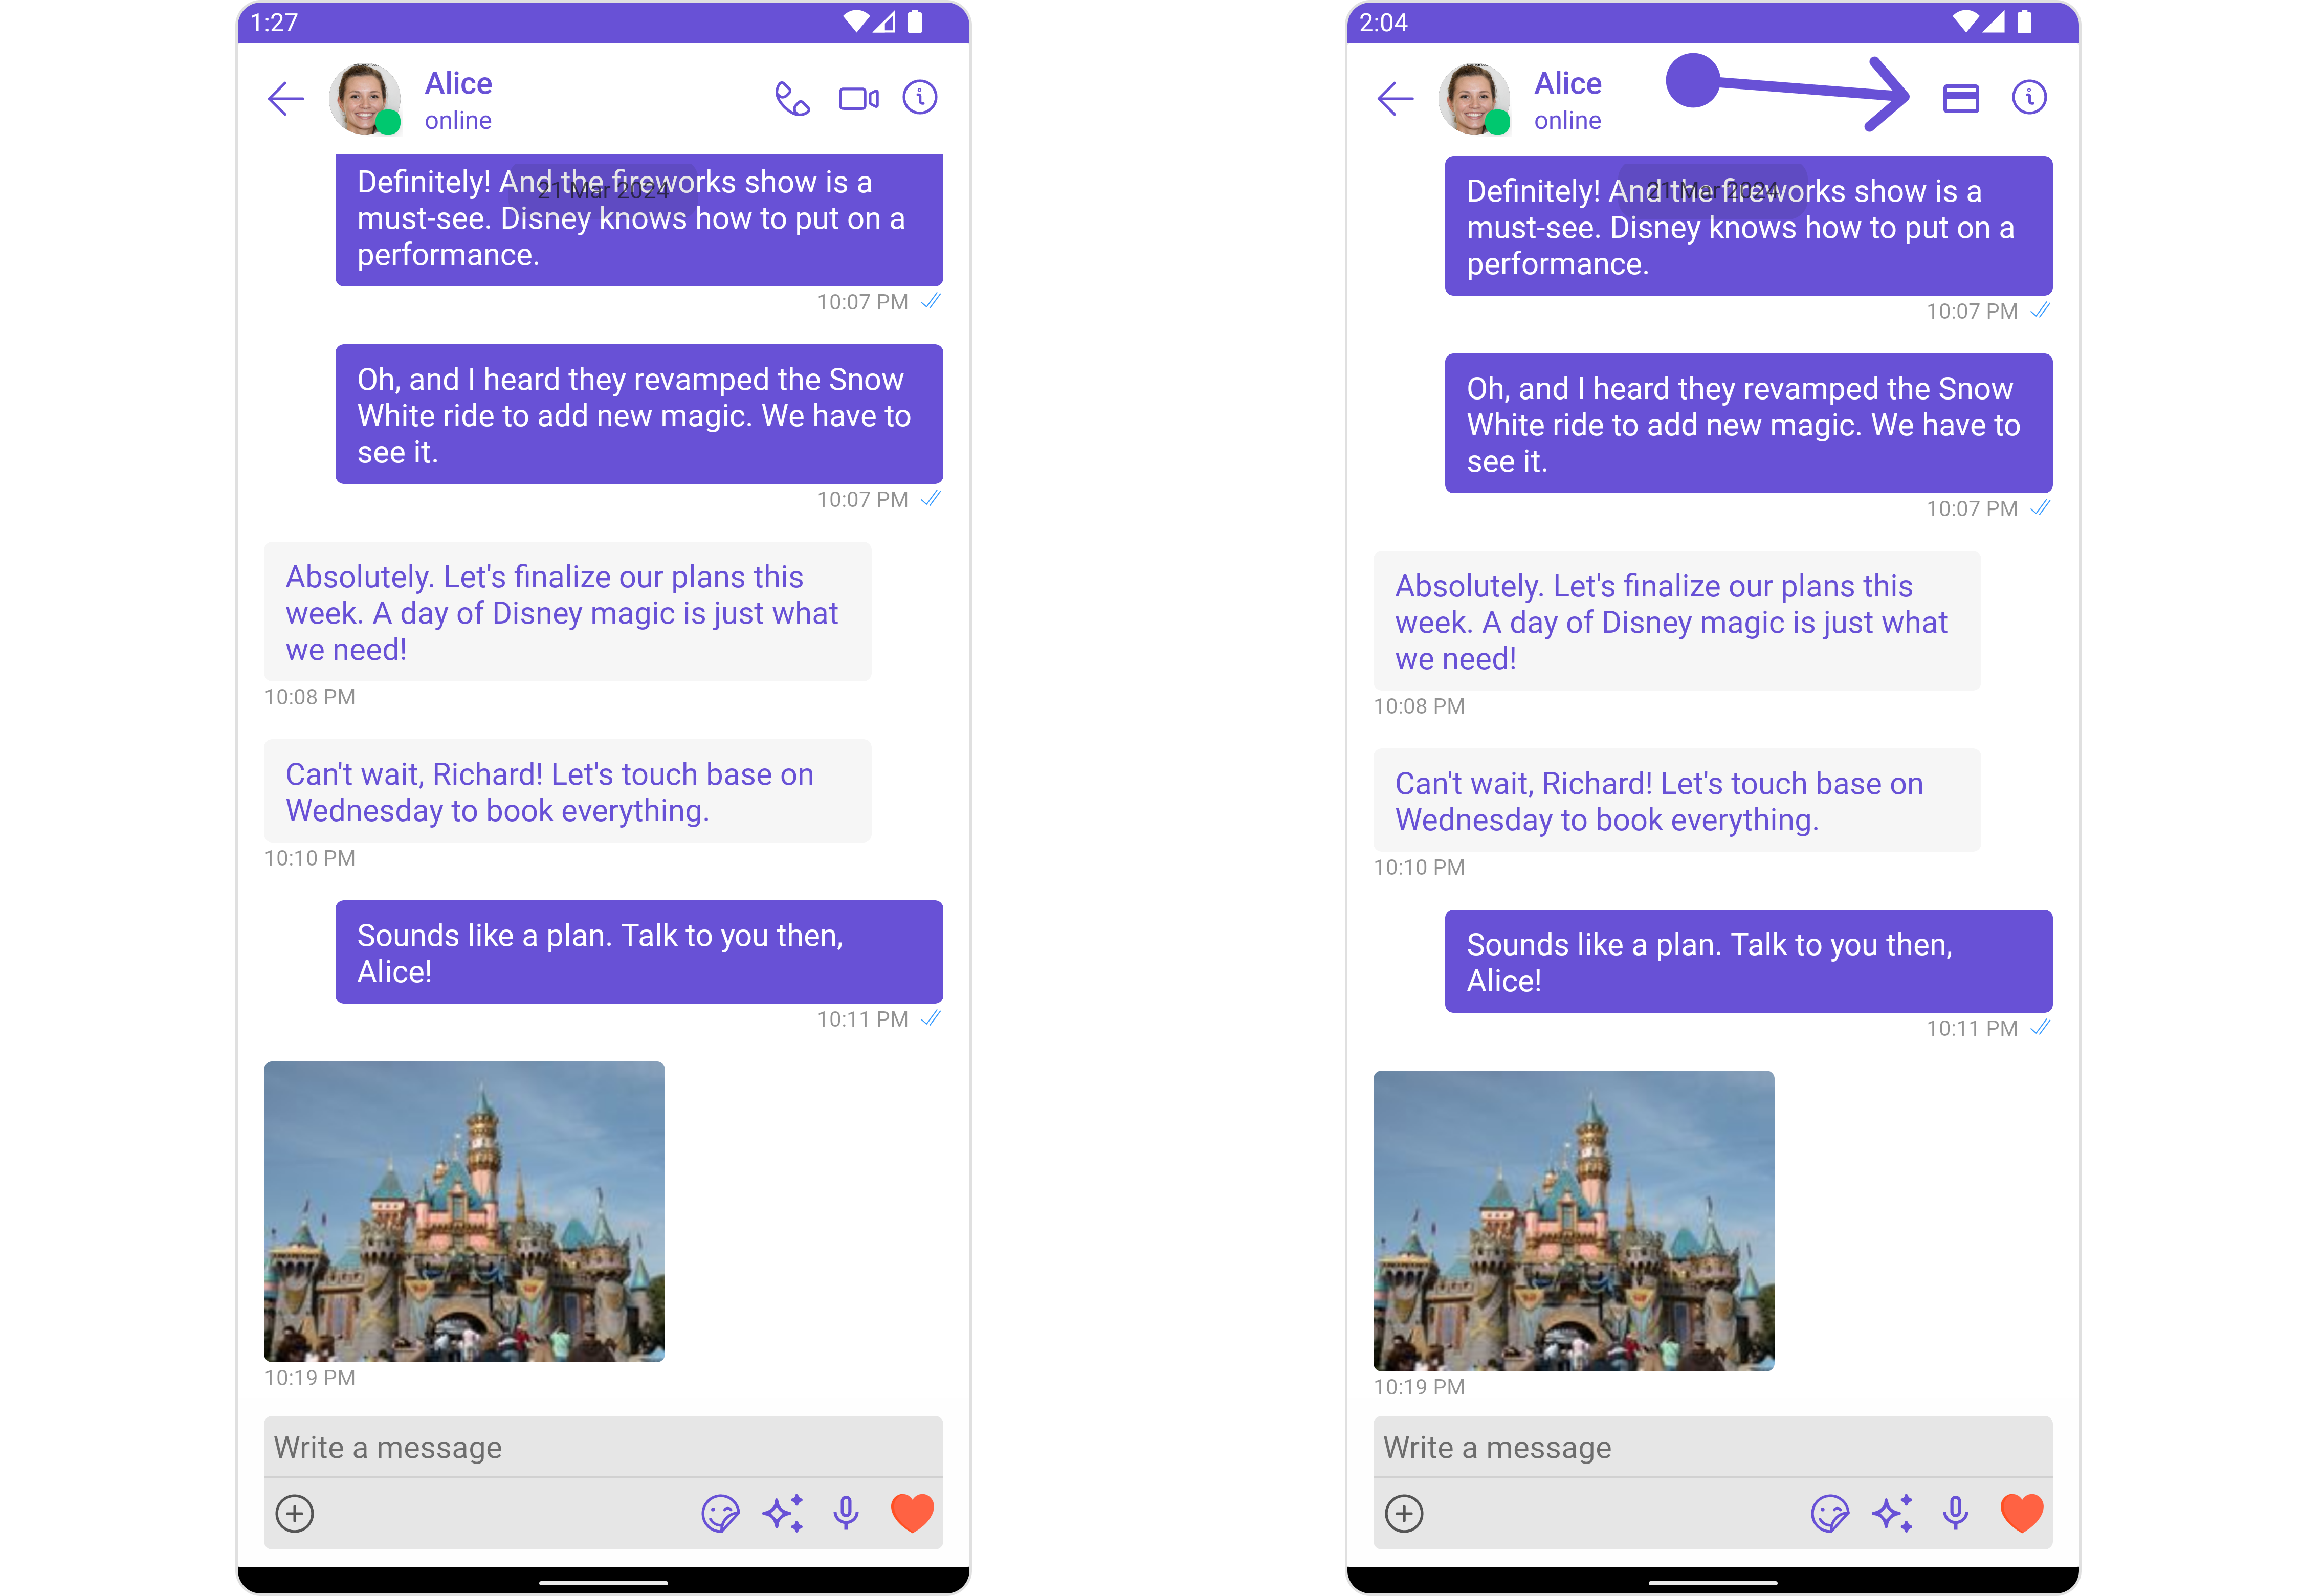 1:27
Alice
online
21 Mar 2024
Definitely! And the fireworks show is a
must-see. Disney knows how to put on a
performance.
10:07 PM
Oh, and I heard they revamped the Snow
White ride to add new magic. We have to
see it.
10:07 PM
Absolutely. Let's finalize our plans this
week. A day of Disney magic is just what
we need!
10:08 PM
Can't wait, Richard! Let's touch base on
Wednesday to book everything.
10:10 PM
Sounds like a plan. Talk to you then,
Alice!
10:11 PM
10:19 PM
Write a message
2:04
Alice
online
21 Mar 2024
Definitely! And the fireworks show is a
must-see. Disney knows how to put on a
performance.
10:07 PM
Oh, and I heard they revamped the Snow
White ride to add new magic. We have to
see it.
10:07 PM
Absolutely. Let's finalize our plans this
week. A day of Disney magic is just what
we need!
10:08 PM
Can't wait, Richard! Let's touch base on
Wednesday to book everything.
10:10 PM
Sounds like a plan. Talk to you then,
Alice!
10:11 PM
10:19 PM
Write a message